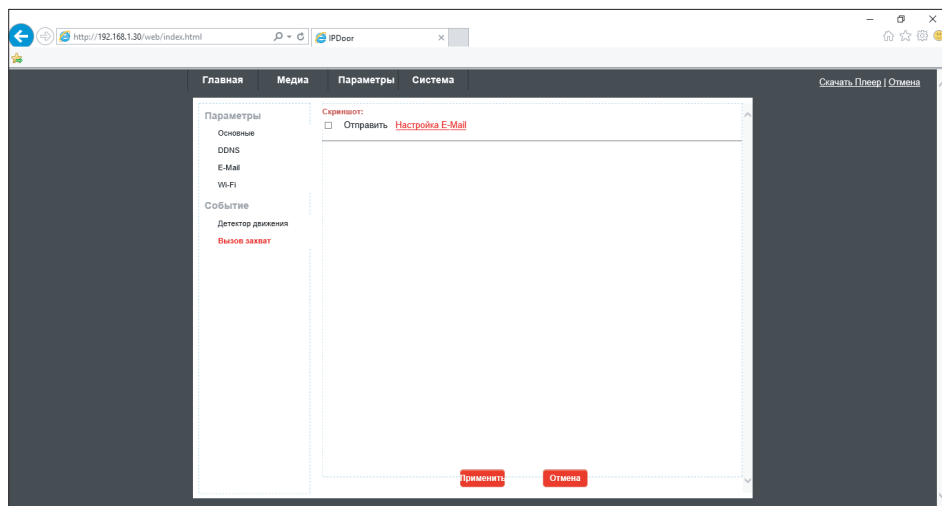 http://192.168.1.30/web/index.html
IPDoor
Главная Медиа Параметры Система
Скачать Плеер | Отмена
Параметры
Основные
DDNS
E-Mail
Wi-Fi
Событие
Детектор движения
Вызов захват
Скриншот:
Отправить Настройка E-Mail
Применить Отмена